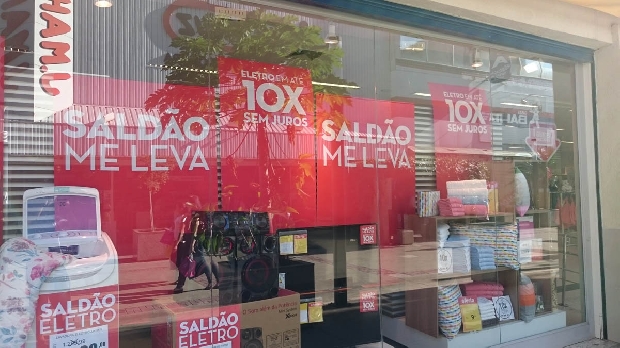 ELETRO EM ATÉ
10X
SEM JUROS
SALDÃO
ME LEVA
SALDÃO
ME LEVA
ELETRO EM ATÉ
10X
SEM JUROS
10X
SALDÃO
ELETRO
SALDÃO
ELETRO